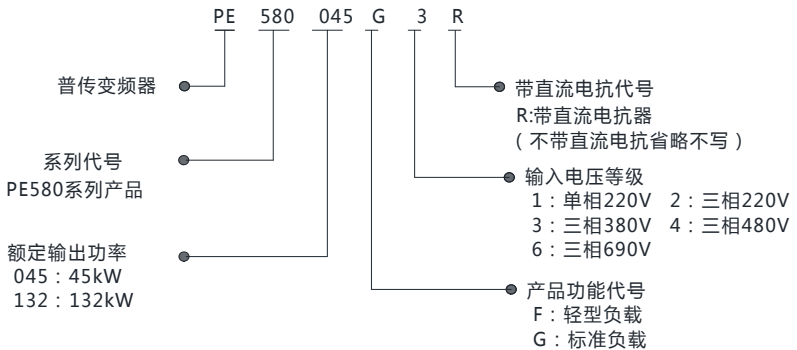 PE 580 045 G 3 R
普传变频器
系列代号
PE580系列产品
额定输出功率
045：45kW
132：132kW
带直流电抗代号
R:带直流电抗器
（不带直流电抗省略不写）
输入电压等级
1：单相220V 2：三相220V
3：三相380V 4：三相480V
6：三相690V
产品功能代号
F：轻型负载
G：标准负载